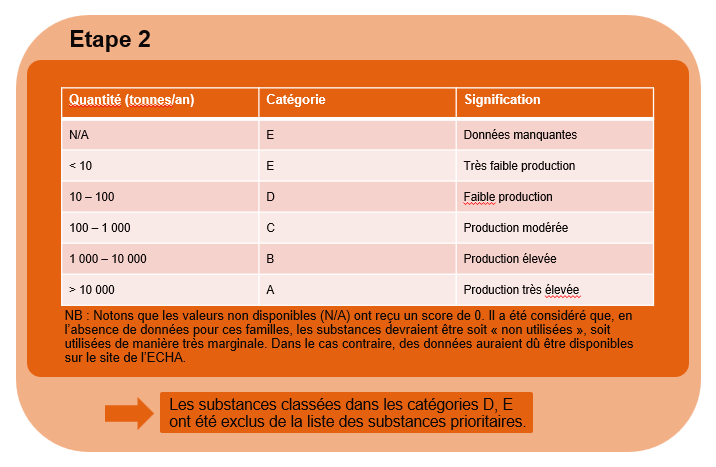 Etape 2
Quantité (tonnes/an) Catégorie Signification
N/A E Données manquantes
< 10 E Très faible production
10 – 100 D Faible production
100 – 1 000 C Production modérée
1 000 – 10 000 B Production élevée
> 10 000 A Production très élevée
NB : Notons que les valeurs non disponibles (N/A) ont reçu un score de 0. Il a été considéré que, en
l’absence de données pour ces familles, les substances devraient être soit « non utilisées », soit
utilisées de manière très marginale. Dans le cas contraire, des données auraient dû être disponibles
sur le site de l’ECHA.
Les substances classées dans les catégories D, E
ont été exclus de la liste des substances prioritaires.